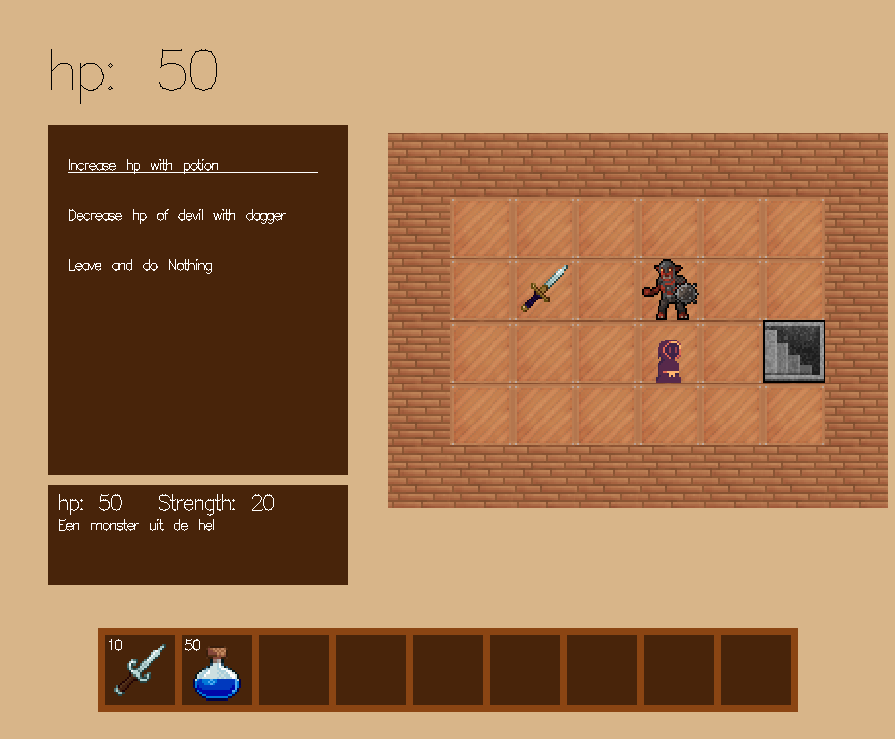 hp: 50
Increase hp with potion
Decrease hp of devil with dagger
Leave and do Nothing
hp: 50 Strength: 20
Een monster uit de hel
10
50